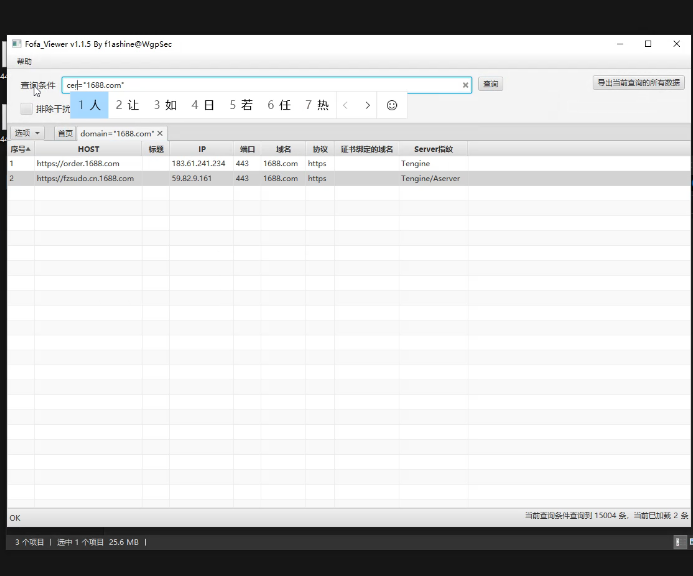 Fofa_Viewer v1.1.5 By f1ashine@WgpSec
帮助
查询条件 cer="1688.com" 查询 导出当前查询的所有数据
排除干扰 1 人 2 让 3 如 4 日 5 若 6 任 7 热
选项 首页 domain="1688.com"
序号 HOST 标题 IP 端口 域名 协议 证书绑定的域名 Server指纹
1 https://order.1688.com 183.61.241.234 443 1688.com https Tengine
2 https://fzsudo.cn.1688.com 59.82.9.161 443 1688.com https Tengine/Aserver
OK 当前查询条件查询到 15004 条，当前已加载 2 条
3 个项目 | 选中 1 个项目 25.6 MB |